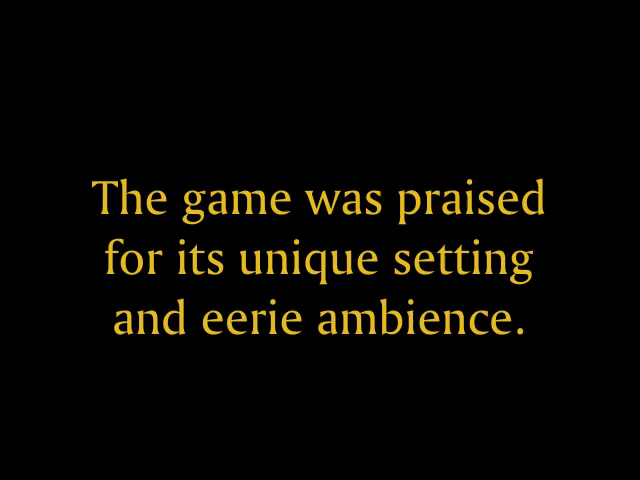 The game was praised
for its unique setting
and eerie ambience.